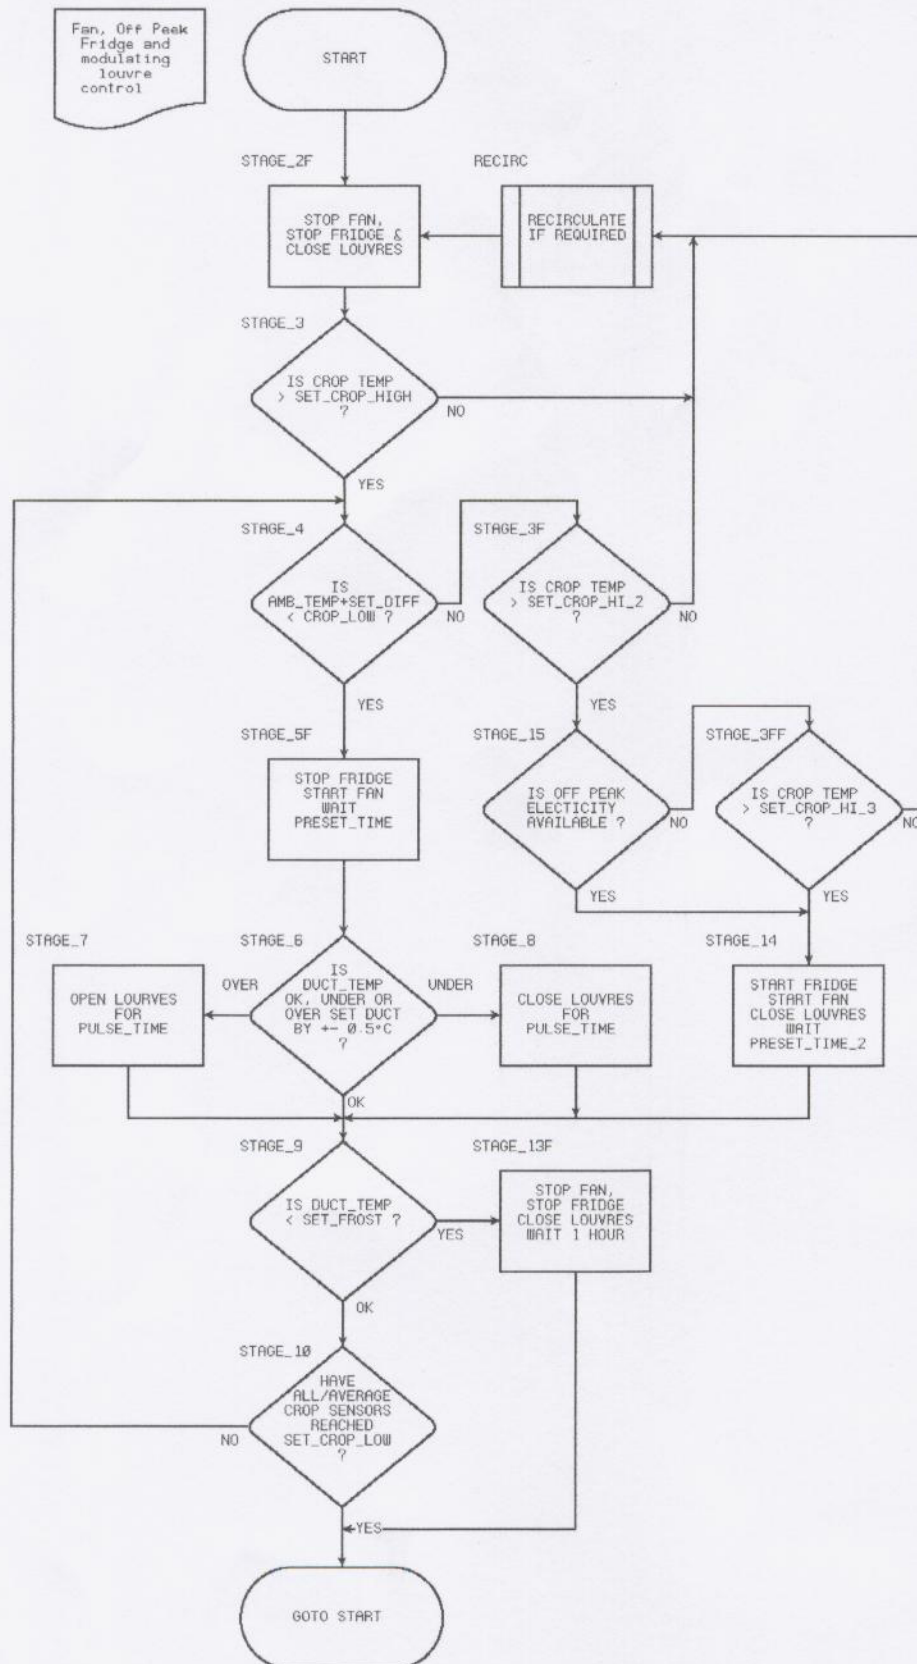 Fan, Off Peek
Fridge and
modulating
louvre
control
START
STAGE_2F
STOP FAN,
STOP FRIDGE &
CLOSE LOUVRES
RECIRC
RECIRCULATE
IF REQUIRED
STAGE_3
IS CROP TEMP
> SET_CROP_HIGH
?
NO
YES
STAGE_4
IS
AMB_TEMP+SET_DIFF
< CROP_LOW ?
NO
YES
STAGE_3F
IS CROP TEMP
> SET_CROP_HI_2
?
NO
YES
STAGE_5F
STOP FRIDGE
START FAN
WAIT
PRESET_TIME
STAGE_15
IS OFF PEAK
ELECTICITY
AVAILABLE ?
NO
YES
STAGE_3FF
IS CROP TEMP
> SET_CROP_HI_3
?
NO
YES
STAGE_7
OPEN LOURVES
FOR
PULSE_TIME
OVER
STAGE_6
IS
DUCT_TEMP
OK, UNDER OR
OVER SET DUCT
BY +- 0.5°C
?
UNDER
OK
STAGE_8
CLOSE LOUVRES
FOR
PULSE_TIME
STAGE_14
START FRIDGE
START FAN
CLOSE LOUVRES
WAIT
PRESET_TIME_2
STAGE_9
IS DUCT_TEMP
< SET_FROST ?
YES
OK
STAGE_13F
STOP FAN,
STOP FRIDGE
CLOSE LOUVRES
WAIT 1 HOUR
STAGE_10
HAVE
ALL/AVERAGE
CROP SENSORS
REACHED
SET_CROP_LOW
?
NO
YES
GOTO START